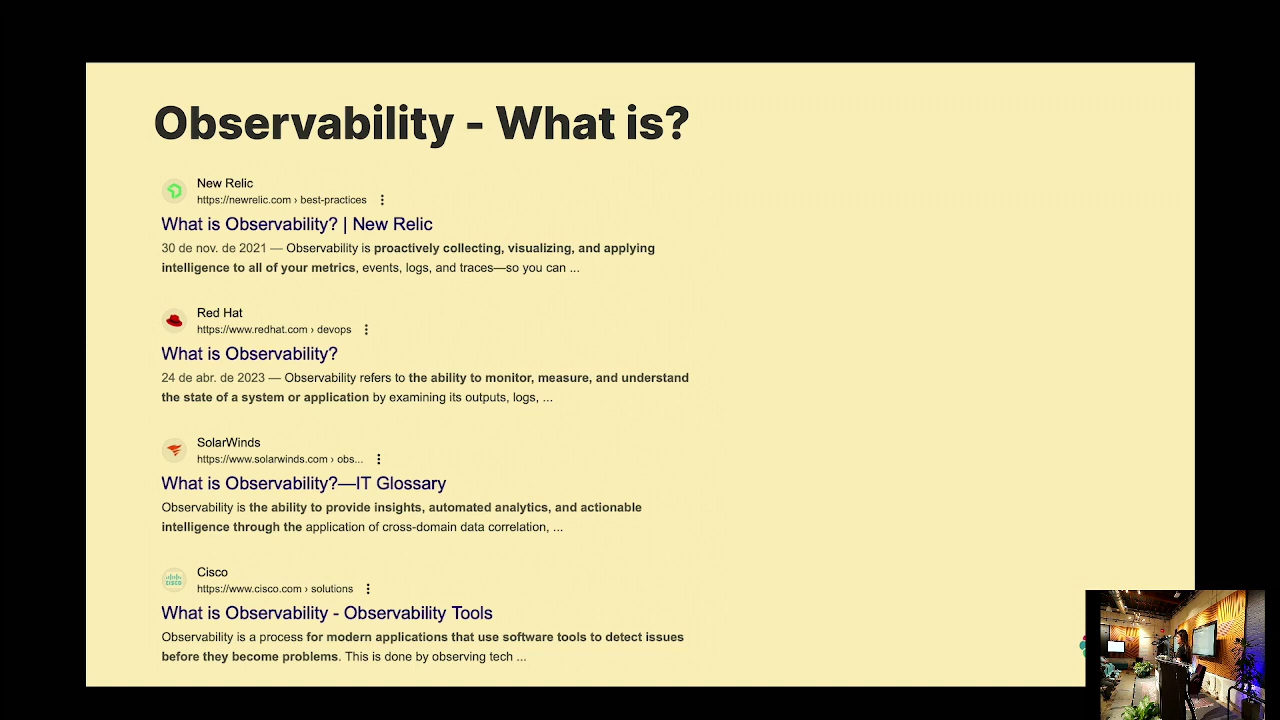 Observability - What is?
New Relic
https://newrelic.com › best-practices
What is Observability? | New Relic
30 de nov. de 2021 — Observability is proactively collecting, visualizing, and applying
intelligence to all of your metrics, events, logs, and traces—so you can ...
Red Hat
https://www.redhat.com › devops
What is Observability?
24 de abr. de 2023 — Observability refers to the ability to monitor, measure, and understand
the state of a system or application by examining its outputs, logs, ...
SolarWinds
https://www.solarwinds.com › obs...
What is Observability?—IT Glossary
Observability is the ability to provide insights, automated analytics, and actionable
intelligence through the application of cross-domain data correlation, ...
Cisco
https://www.cisco.com › solutions
CISCO
What is Observability - Observability Tools
Observability is a process for modern applications that use software tools to detect issues
before they become problems. This is done by observing tech ...